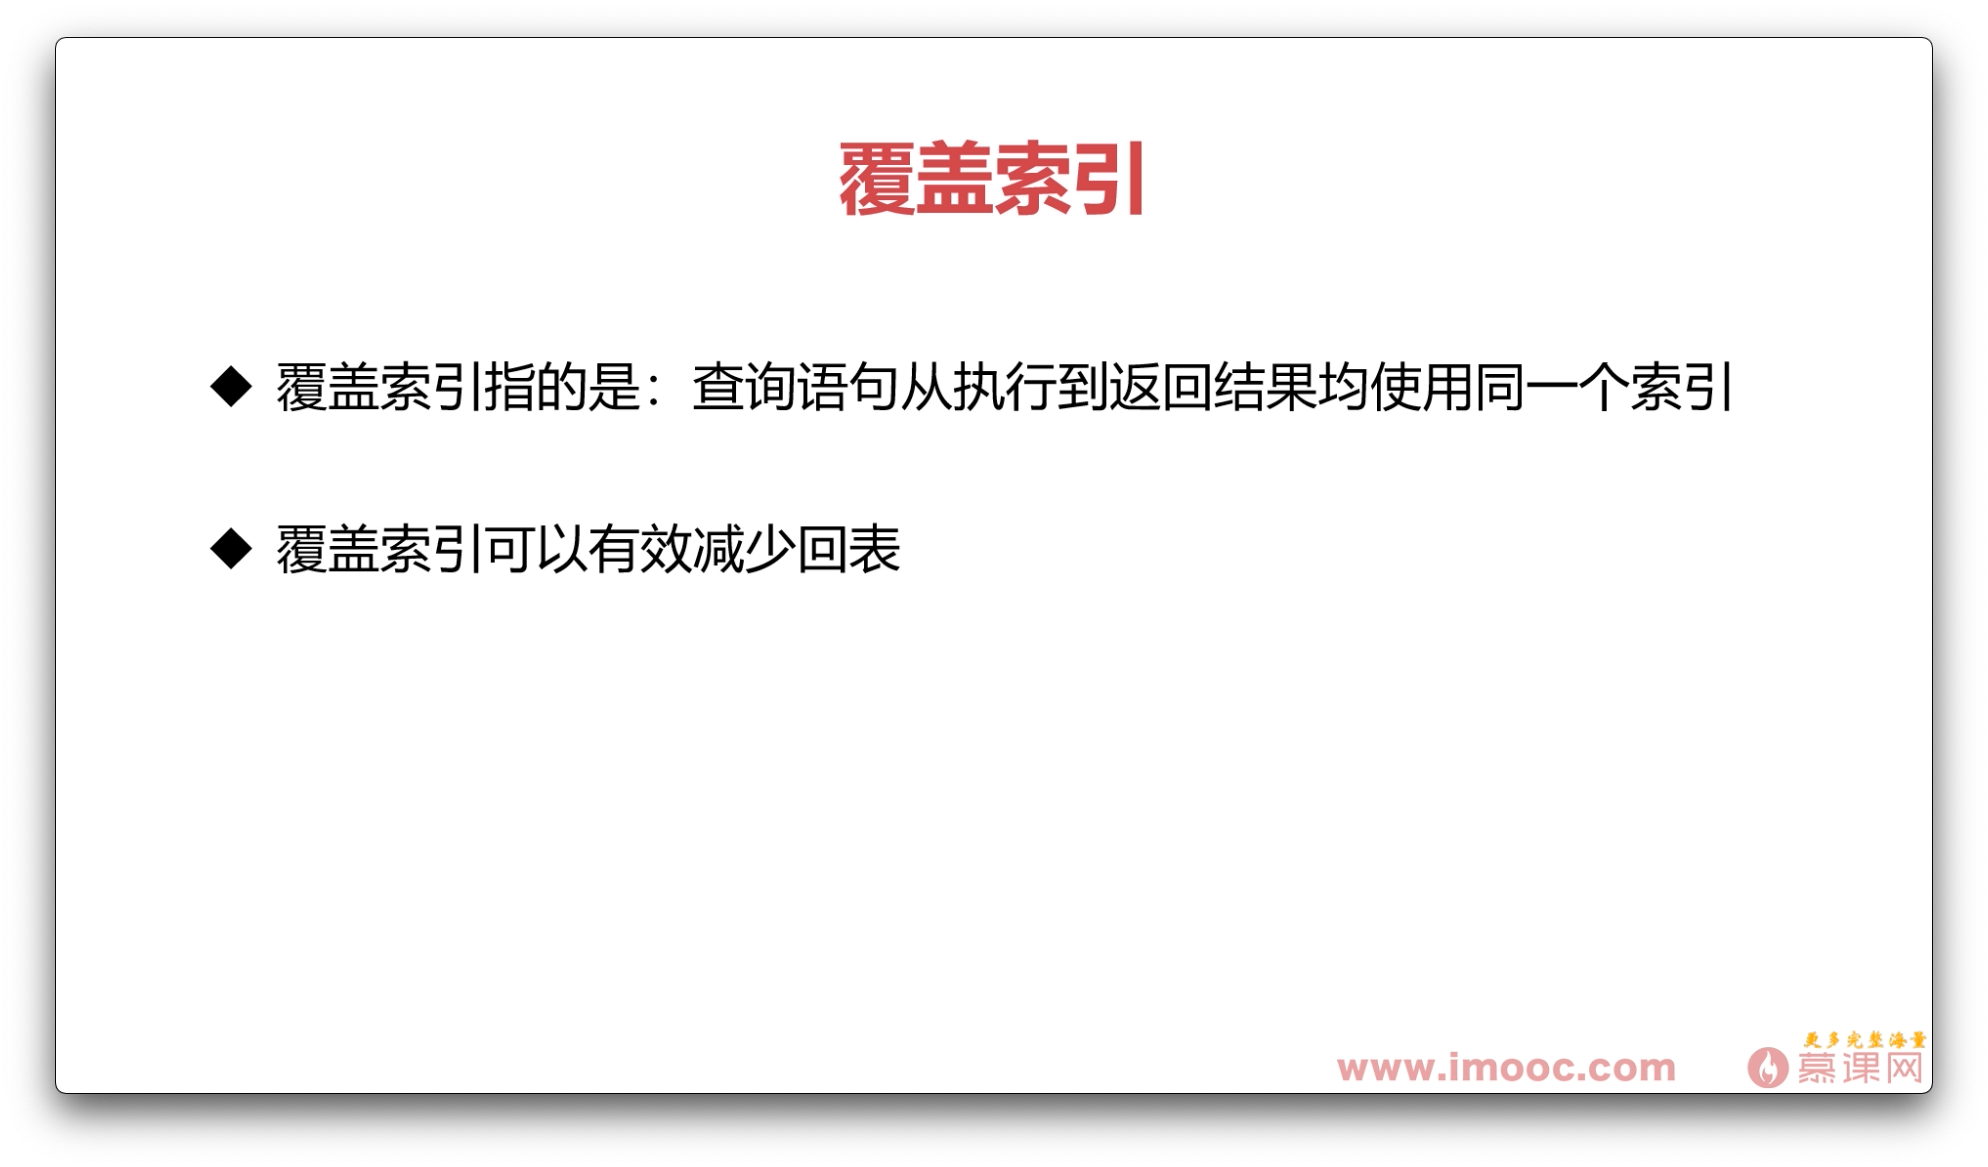 覆盖索引
◆ 覆盖索引指的是：查询语句从执行到返回结果均使用同一个索引
◆ 覆盖索引可以有效减少回表
更多完整海量
www.imooc.com 慕课网